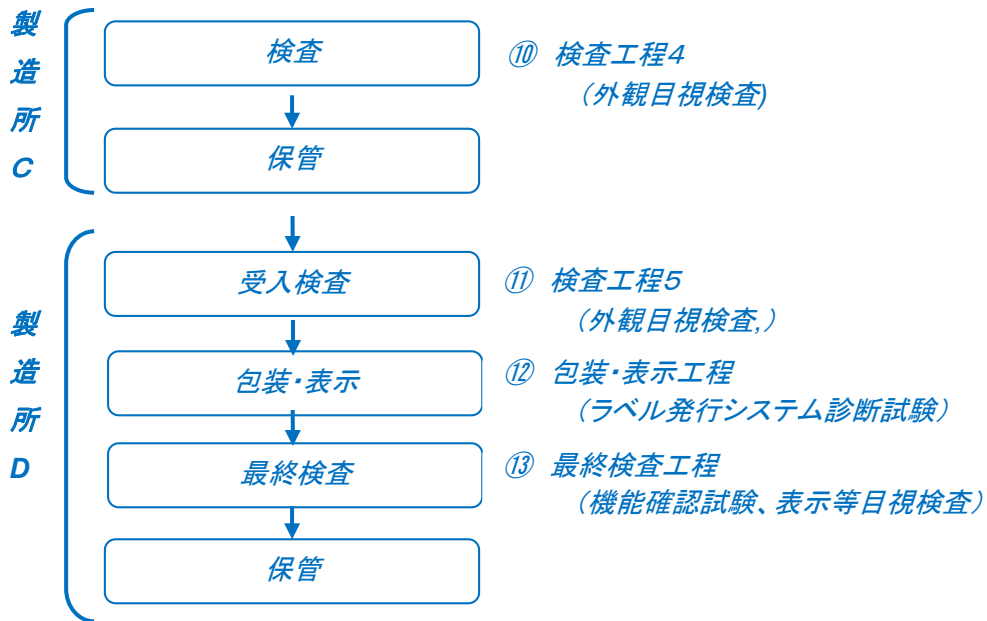 製造所C
検査
⑩ 検査工程4
（外観目視検査)
保管
製造所D
受入検査
⑪ 検査工程5
（外観目視検査,）
包装・表示
⑫ 包装・表示工程
（ラベル発行システム診断試験）
最終検査
⑬ 最終検査工程
（機能確認試験、表示等目視検査）
保管